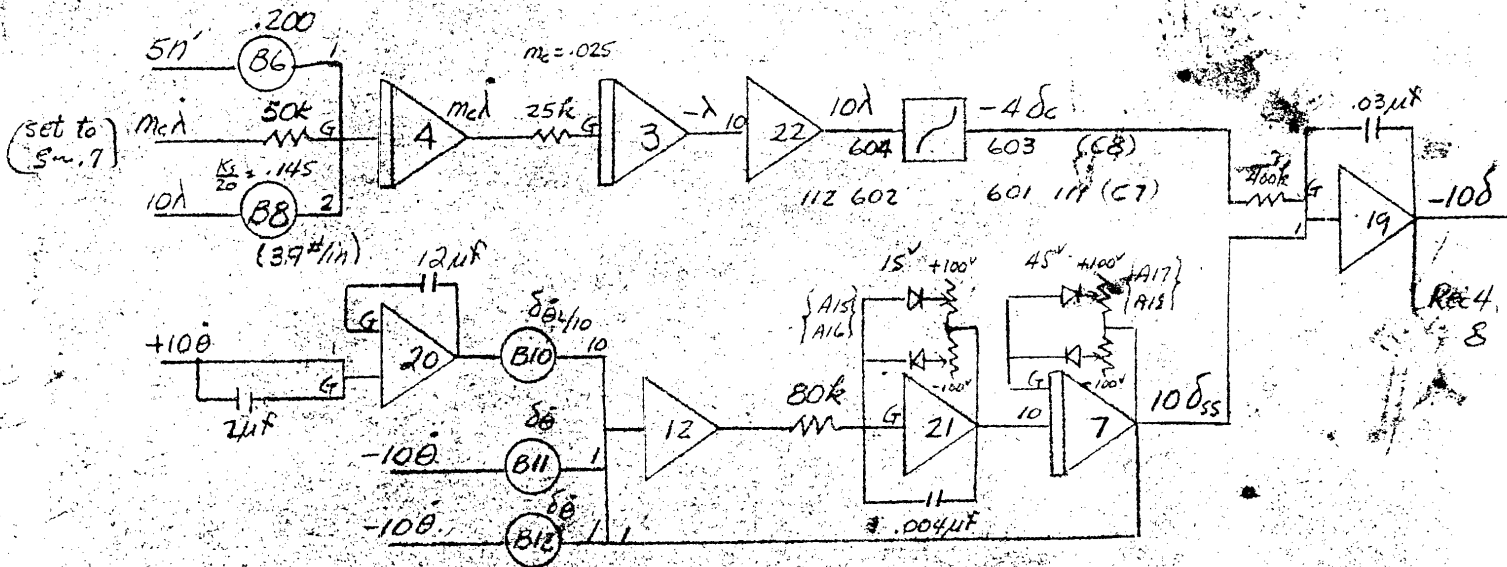 .200
5n' B6 1
mc = .025
(set to
ξ ~ .7)
mcλ̇ 50k G 4 mcλ̇ 25k G 3 -λ 10 22 10λ 604 -4δc 603 (C8)
Ks/20 = .145
10λ B8 2
(39#/in)
112 602 601 111 (C7)
400k G
1
.03μf
19 -10δ
Rec 4
8
12μf
G
+10θ̇ 1 G 20
2μf
δθ̇L/10
B10 10
δθ̈
-10θ̈ B11 1
δθ̇
-10θ̇ B12 1 1
12 80k G 21
{A15
A16}
15v +100v
-100v
.004μf
45v +100v
{A17
A18}
-100v
G
10 7 10δss